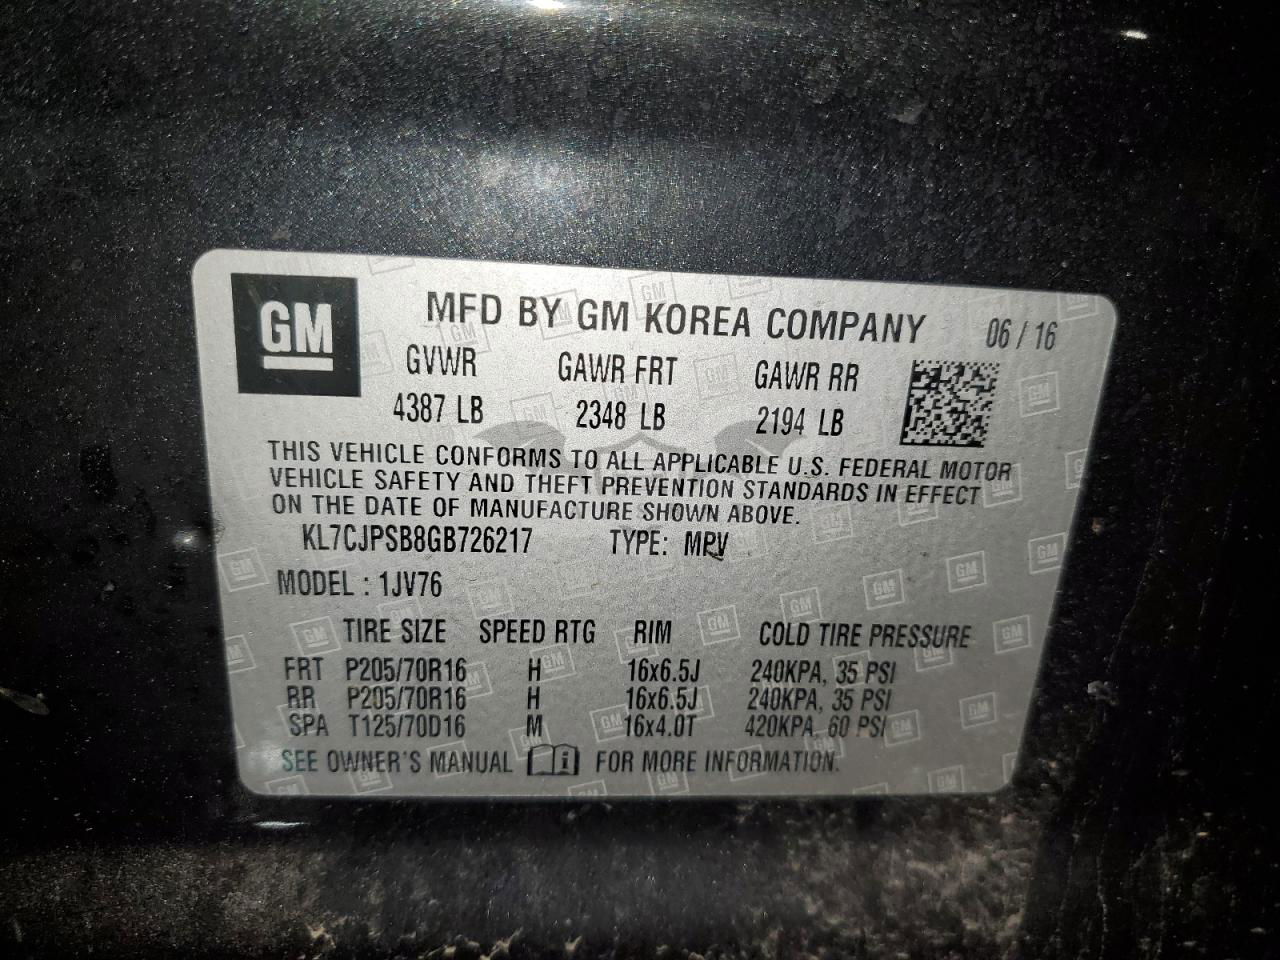 GM
MFD BY GM KOREA COMPANY 06 / 16
GVWR GAWR FRT GAWR RR
4387 LB 2348 LB 2194 LB
THIS VEHICLE CONFORMS TO ALL APPLICABLE U.S. FEDERAL MOTOR
VEHICLE SAFETY AND THEFT PREVENTION STANDARDS IN EFFECT
ON THE DATE OF MANUFACTURE SHOWN ABOVE.
KL7CJPSB8GB726217 TYPE: MPV
MODEL : 1JV76
TIRE SIZE SPEED RTG RIM COLD TIRE PRESSURE
FRT P205/70R16 H 16x6.5J 240KPA, 35 PSI
RR P205/70R16 H 16x6.5J 240KPA, 35 PSI
SPA T125/70D16 M 16x4.0T 420KPA, 60 PSI
SEE OWNER'S MANUAL i FOR MORE INFORMATION.